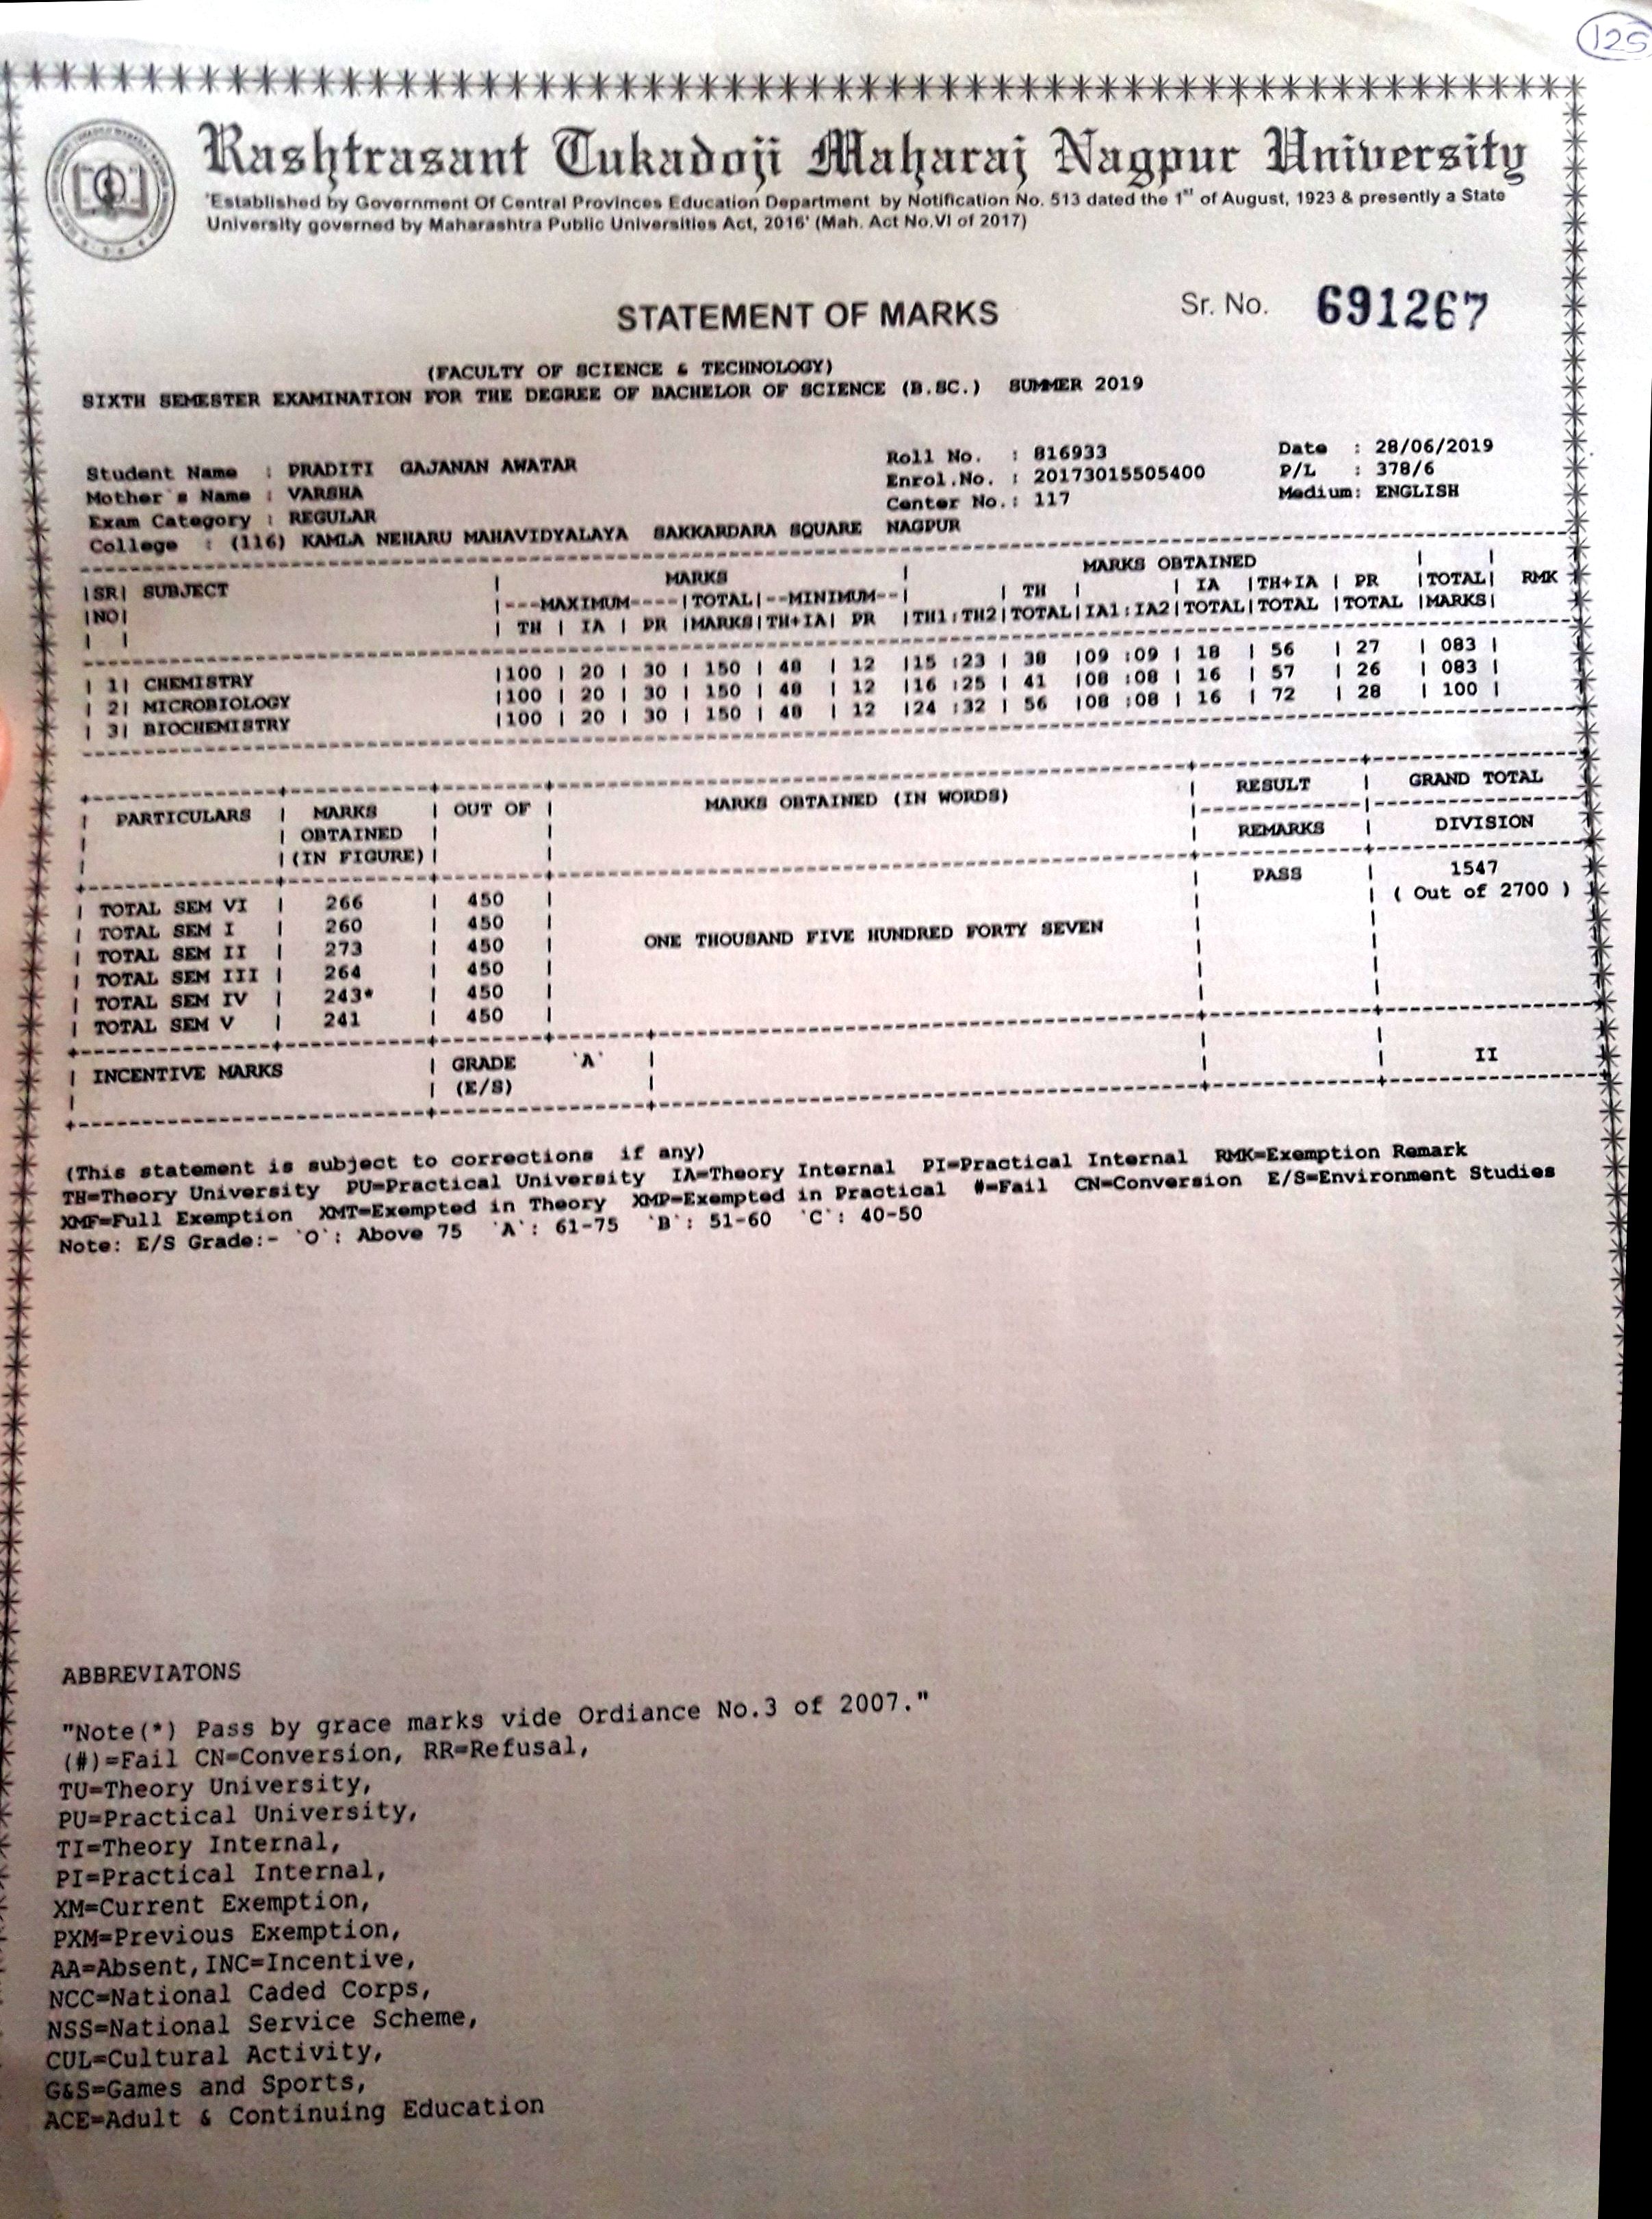 125
Rashtrasant Tukadoji Maharaj Nagpur University
'Established by Government Of Central Provinces Education Department by Notification No. 513 dated the 1st of August, 1923 & presently a State
University governed by Maharashtra Public Universities Act, 2016' (Mah. Act No.VI of 2017)
STATEMENT OF MARKS Sr. No. 691267
(FACULTY OF SCIENCE & TECHNOLOGY)
SIXTH SEMESTER EXAMINATION FOR THE DEGREE OF BACHELOR OF SCIENCE (B.SC.) SUMMER 2019
Student Name : PRADITI GAJANAN AWATAR Roll No. : 816933 Date : 28/06/2019
Mother`s Name : VARSHA Enrol.No. : 20173015505400 P/L : 378/6
Exam Category : REGULAR Center No.: 117 Medium: ENGLISH
College : (116) KAMLA NEHARU MAHAVIDYALAYA SAKKARDARA SQUARE NAGPUR
|SR| SUBJECT | MARKS | MARKS OBTAINED | |
|NO| |---MAXIMUM----|TOTAL|--MINIMUM--| | TH | | IA |TH+IA | PR |TOTAL| RMK
| | | TH | IA | PR |MARKS|TH+IA| PR |TH1:TH2|TOTAL|IA1:IA2|TOTAL|TOTAL |TOTAL |MARKS|
| 1| CHEMISTRY |100 | 20 | 30 | 150 | 48 | 12 |15 :23 | 38 |09 :09 | 18 | 56 | 27 | 083 |
| 2| MICROBIOLOGY |100 | 20 | 30 | 150 | 48 | 12 |16 :25 | 41 |08 :08 | 16 | 57 | 26 | 083 |
| 3| BIOCHEMISTRY |100 | 20 | 30 | 150 | 48 | 12 |24 :32 | 56 |08 :08 | 16 | 72 | 28 | 100 |
| PARTICULARS | MARKS | OUT OF | MARKS OBTAINED (IN WORDS) | RESULT | GRAND TOTAL
| | OBTAINED | | | REMARKS | DIVISION
| |(IN FIGURE)| |
| | | | | PASS | 1547
| TOTAL SEM VI | 266 | 450 | | | ( Out of 2700 )
| TOTAL SEM I | 260 | 450 |
| TOTAL SEM II | 273 | 450 | ONE THOUSAND FIVE HUNDRED FORTY SEVEN
| TOTAL SEM III | 264 | 450 |
| TOTAL SEM IV | 243* | 450 |
| TOTAL SEM V | 241 | 450 |
| INCENTIVE MARKS | GRADE `A` | | | II
| | (E/S) |
(This statement is subject to corrections if any)
TH=Theory University PU=Practical University IA=Theory Internal PI=Practical Internal RMK=Exemption Remark
XMF=Full Exemption XMT=Exempted in Theory XMP=Exempted in Practical #=Fail CN=Conversion E/S=Environment Studies
Note: E/S Grade:- `O`: Above 75 `A`: 61-75 `B`: 51-60 `C`: 40-50
ABBREVIATONS
"Note(*) Pass by grace marks vide Ordiance No.3 of 2007."
(#)=Fail CN=Conversion, RR=Refusal,
TU=Theory University,
PU=Practical University,
TI=Theory Internal,
PI=Practical Internal,
XM=Current Exemption,
PXM=Previous Exemption,
AA=Absent,INC=Incentive,
NCC=National Caded Corps,
NSS=National Service Scheme,
CUL=Cultural Activity,
G&S=Games and Sports,
ACE=Adult & Continuing Education